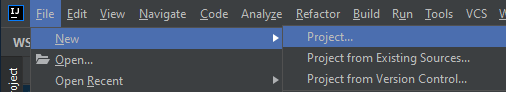 IJ File Edit View Navigate Code Analyze Refactor Build Run Tools VCS W
WS New Project...
Open... Project from Existing Sources...
Open Recent Project from Version Control...
roject